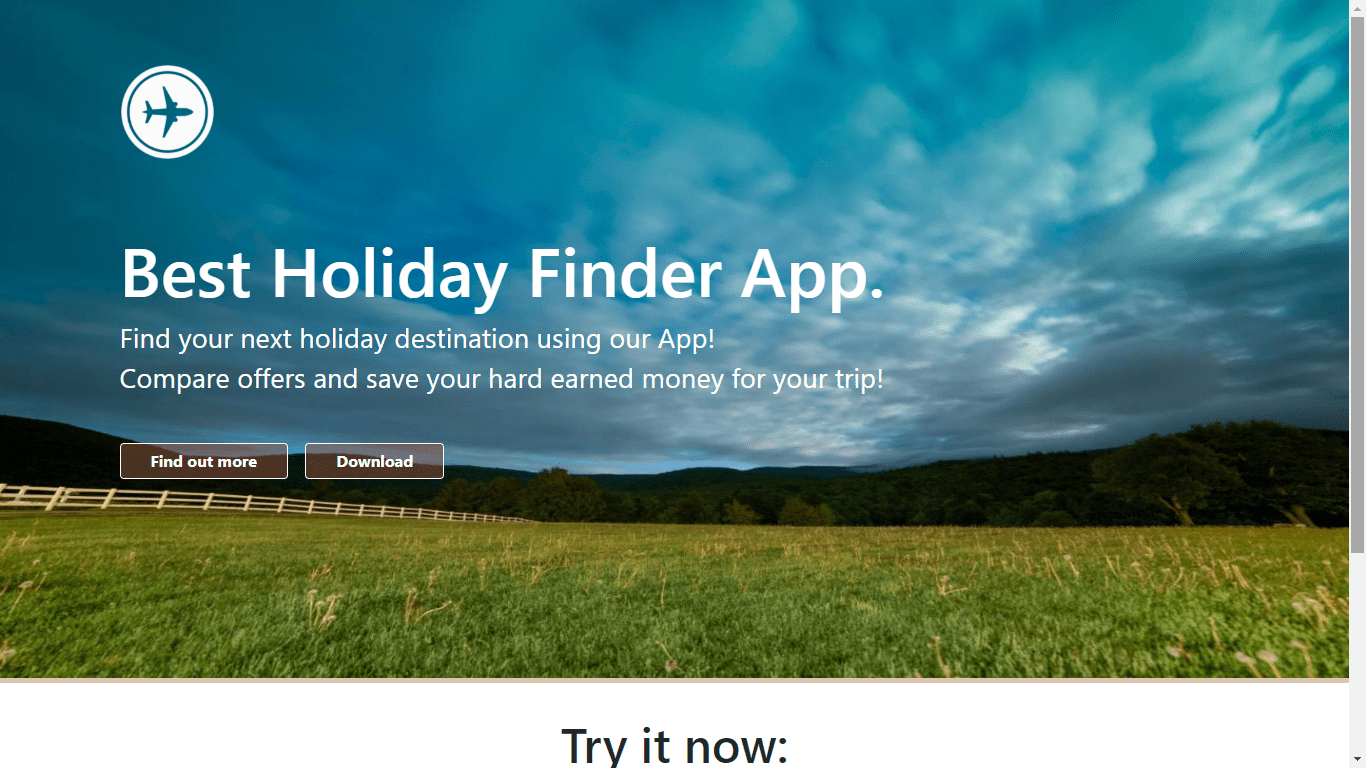 Best Holiday Finder App.
Find your next holiday destination using our App!
Compare offers and save your hard earned money for your trip!
Find out more
Download
Try it now: